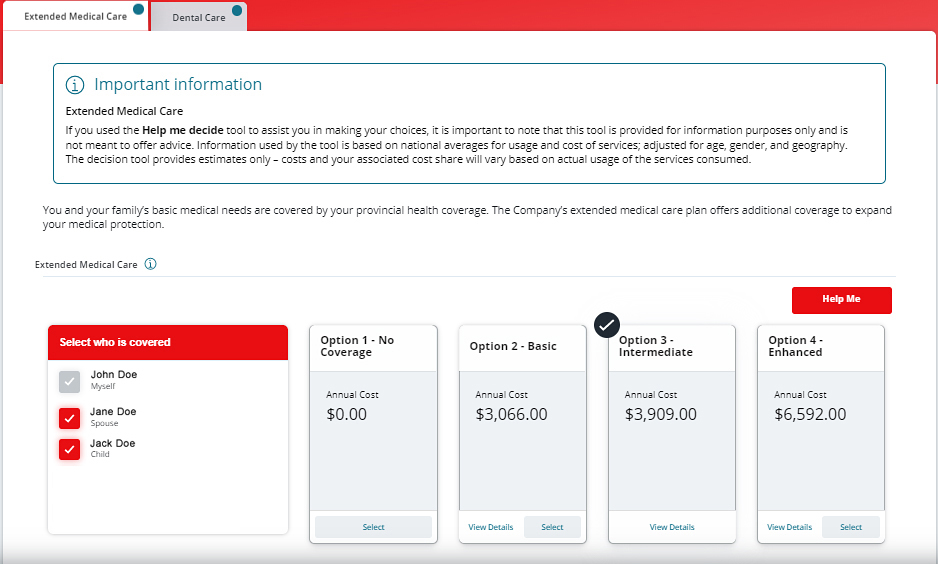 Extended Medical Care
Dental Care
Important information
Extended Medical Care
If you used the Help me decide tool to assist you in making your choices, it is important to note that this tool is provided for information purposes only and is
not meant to offer advice. Information used by the tool is based on national averages for usage and cost of services; adjusted for age, gender, and geography.
The decision tool provides estimates only – costs and your associated cost share will vary based on actual usage of the services consumed.
You and your family's basic medical needs are covered by your provincial health coverage. The Company's extended medical care plan offers additional coverage to expand
your medical protection.
Extended Medical Care
Help Me
Select who is covered
John Doe
Myself
Jane Doe
Spouse
Jack Doe
Child
Option 1 - No
Coverage
Annual Cost
$0.00
Select
Option 2 - Basic
Annual Cost
$3,066.00
View Details
Select
Option 3 -
Intermediate
Annual Cost
$3,909.00
View Details
Option 4 -
Enhanced
Annual Cost
$6,592.00
View Details
Select